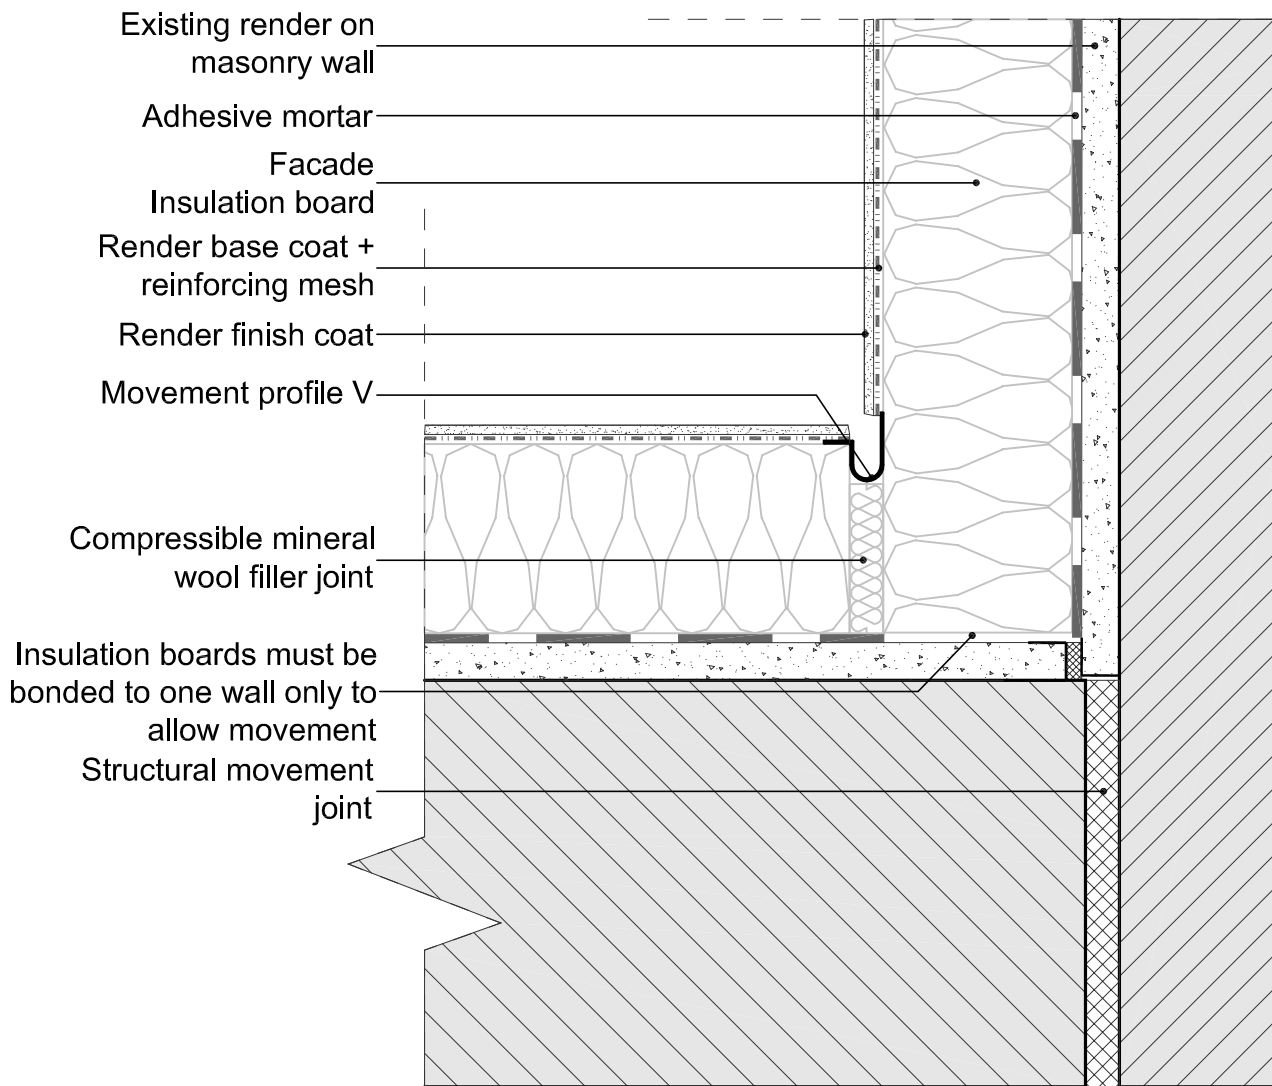 Existing render on
masonry wall
Adhesive mortar
Facade
Insulation board
Render base coat +
reinforcing mesh
Render finish coat
Movement profile V
Compressible mineral
wool filler joint
Insulation boards must be
bonded to one wall only to
allow movement
Structural movement
joint